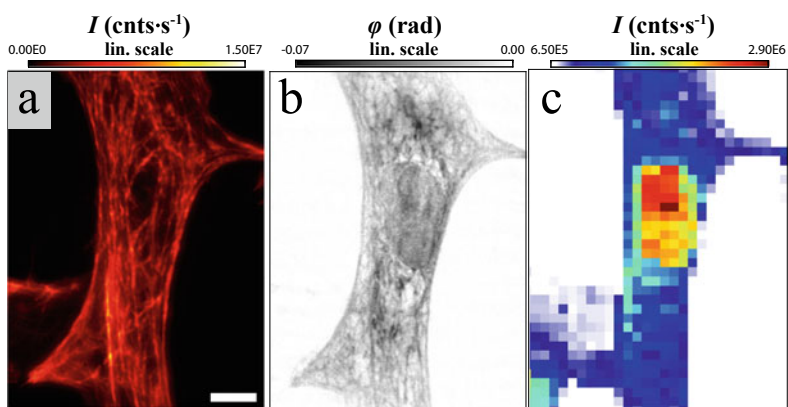 I (cnts·s⁻¹)
lin. scale
0.00E0
1.50E7
φ (rad)
lin. scale
-0.07
0.00
I (cnts·s⁻¹)
lin. scale
6.50E5
2.90E6
a
b
c